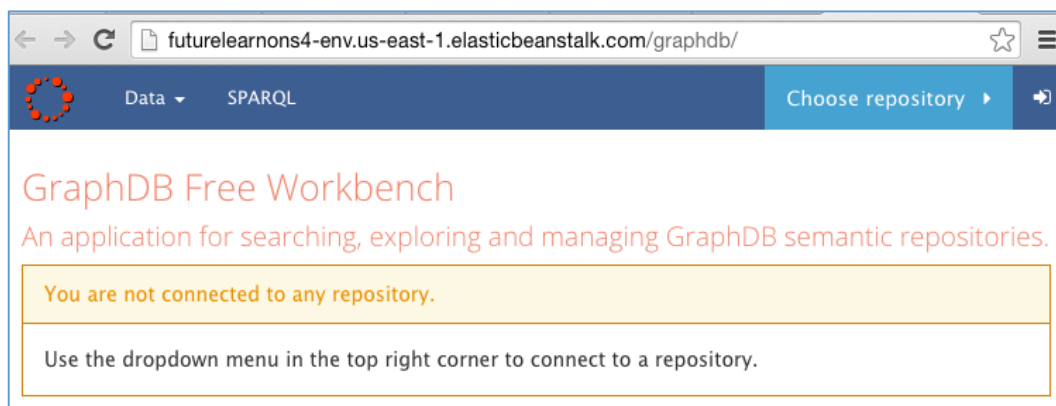 futurelearnons4-env.us-east-1.elasticbeanstalk.com/graphdb/
Data SPARQL Choose repository
GraphDB Free Workbench
An application for searching, exploring and managing GraphDB semantic repositories.
You are not connected to any repository.
Use the dropdown menu in the top right corner to connect to a repository.